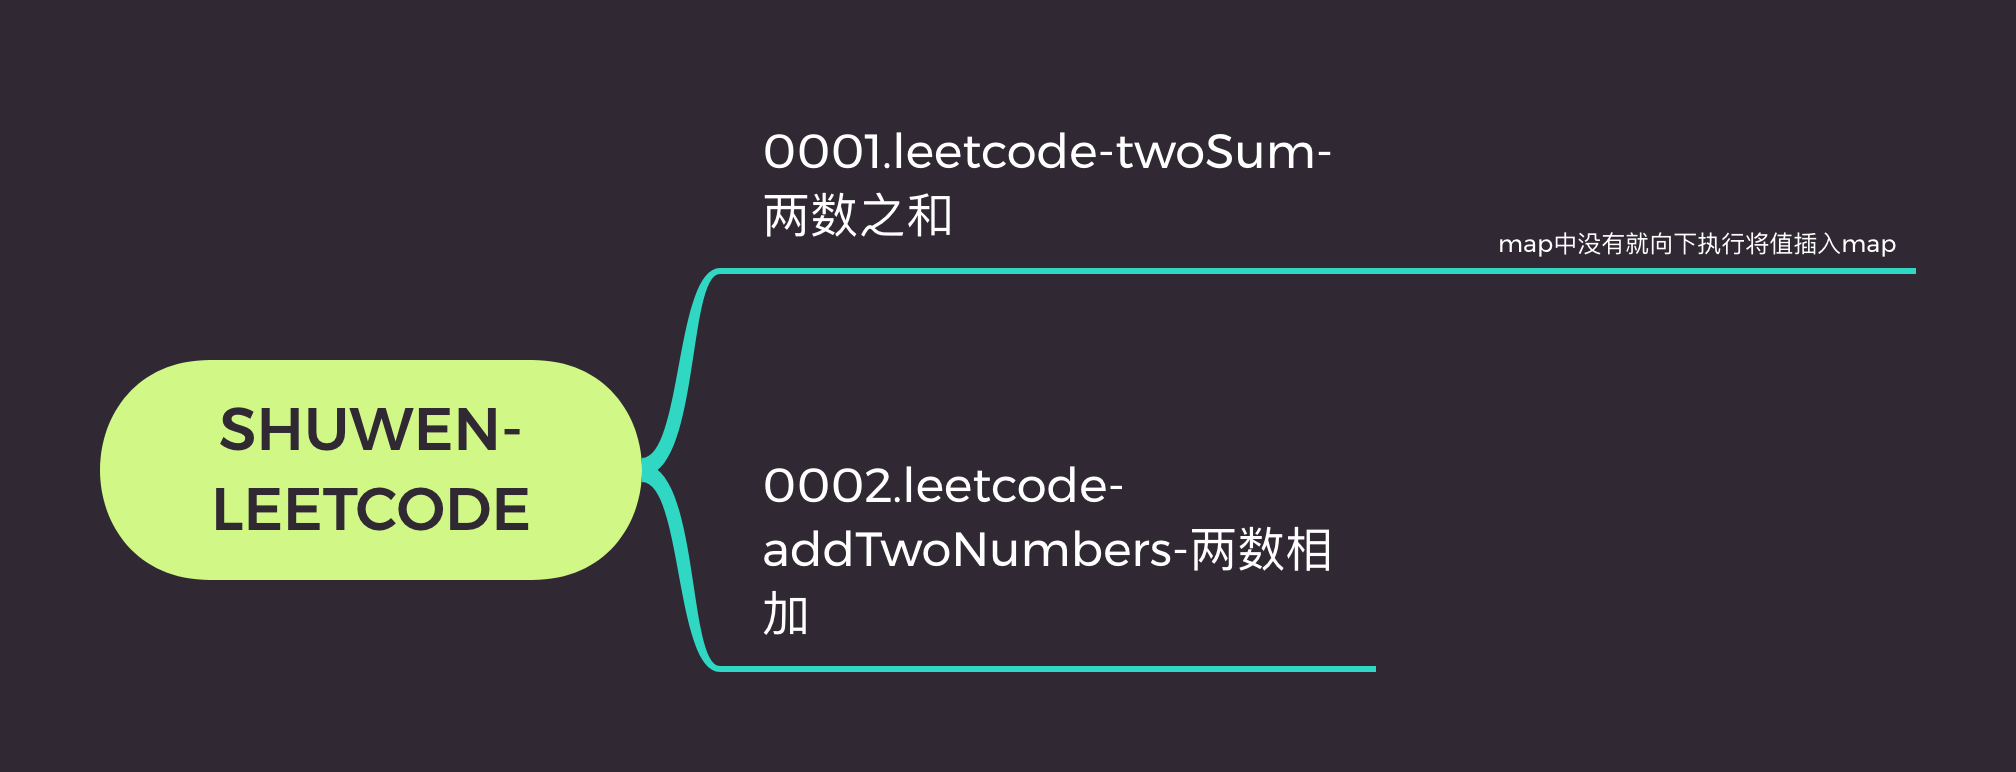 SHUWEN-
LEETCODE
0001.leetcode-twoSum-
两数之和
map中没有就向下执行将值插入map
0002.leetcode-
addTwoNumbers-两数相
加